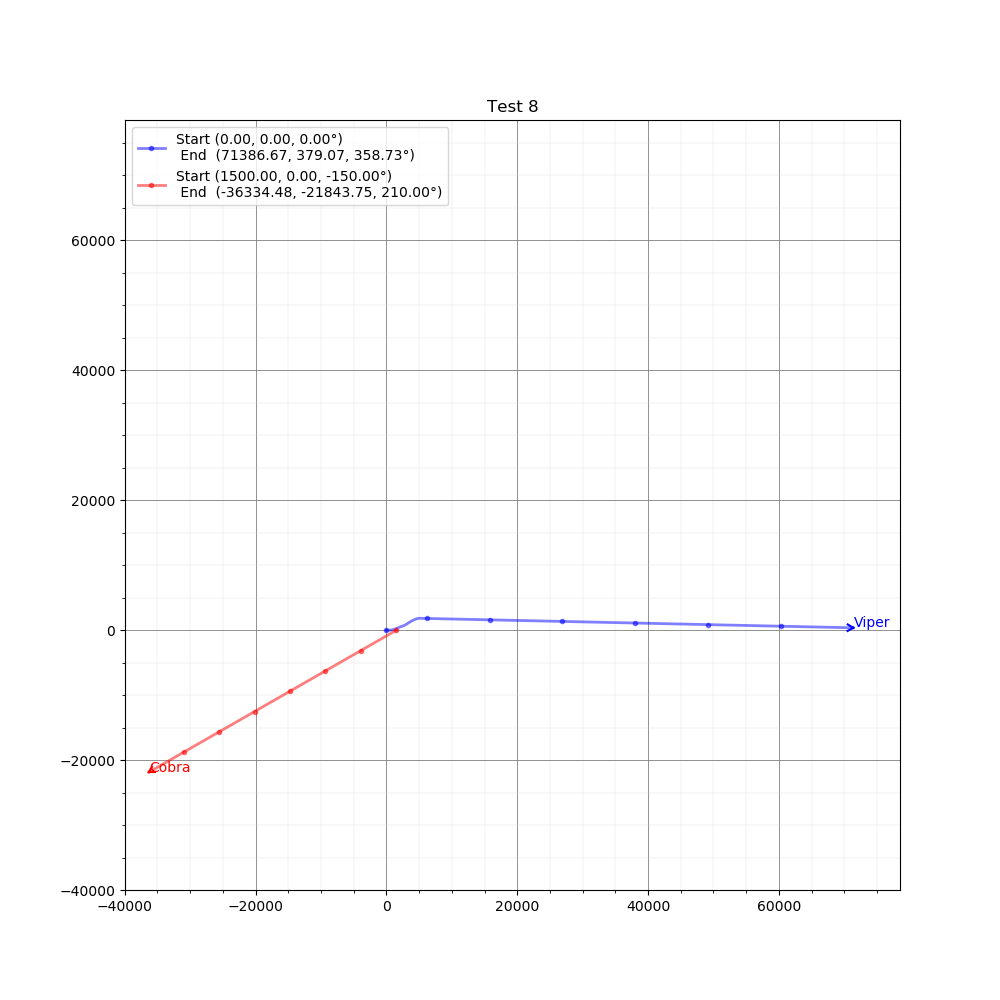 Test 8
Start (0.00, 0.00, 0.00°)
End (71386.67, 379.07, 358.73°)
Start (1500.00, 0.00, -150.00°)
End (-36334.48, -21843.75, 210.00°)
60000
40000
20000
0
−20000
−40000
Viper
Cobra
−40000
−20000
0
20000
40000
60000